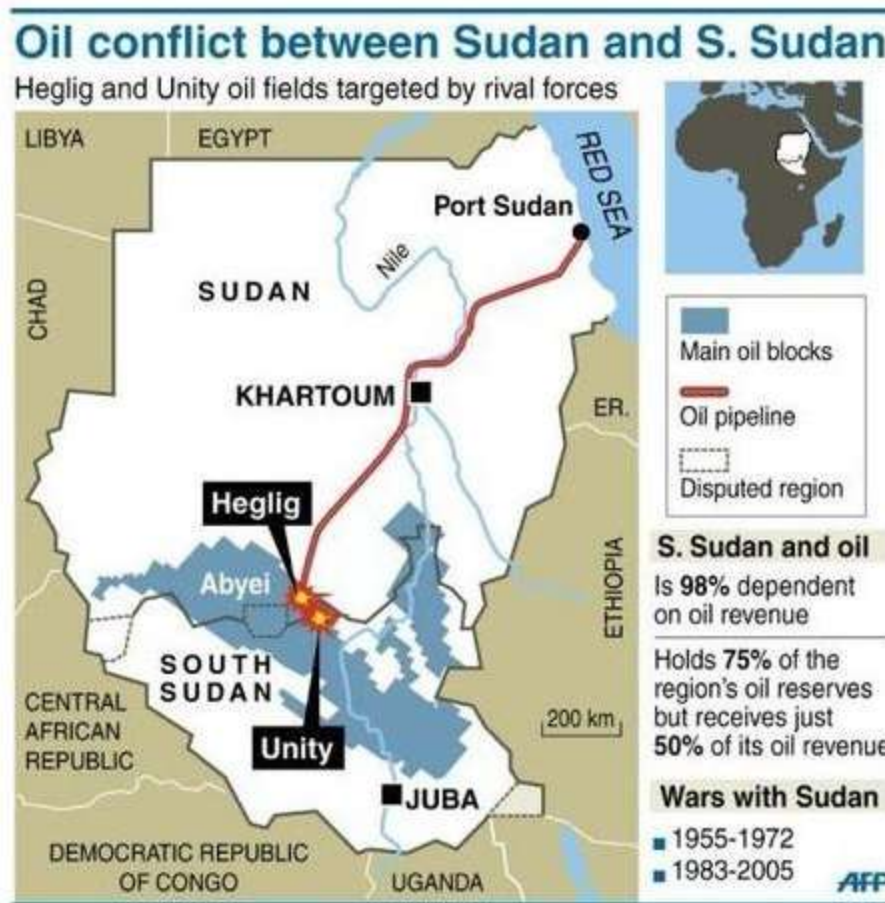 Oil conflict between Sudan and S. Sudan
Heglig and Unity oil fields targeted by rival forces
LIBYA
EGYPT
RED SEA
Port Sudan
Nile
SUDAN
CHAD
KHARTOUM
ER.
Heglig
Abyei
ETHIOPIA
SOUTH
SUDAN
CENTRAL
AFRICAN
REPUBLIC
200 km
Unity
JUBA
DEMOCRATIC REPUBLIC
OF CONGO
UGANDA
Main oil blocks
Oil pipeline
Disputed region
S. Sudan and oil
Is 98% dependent
on oil revenue
Holds 75% of the
region's oil reserves
but receives just
50% of its oil revenue
Wars with Sudan
1955-1972
1983-2005
AFP